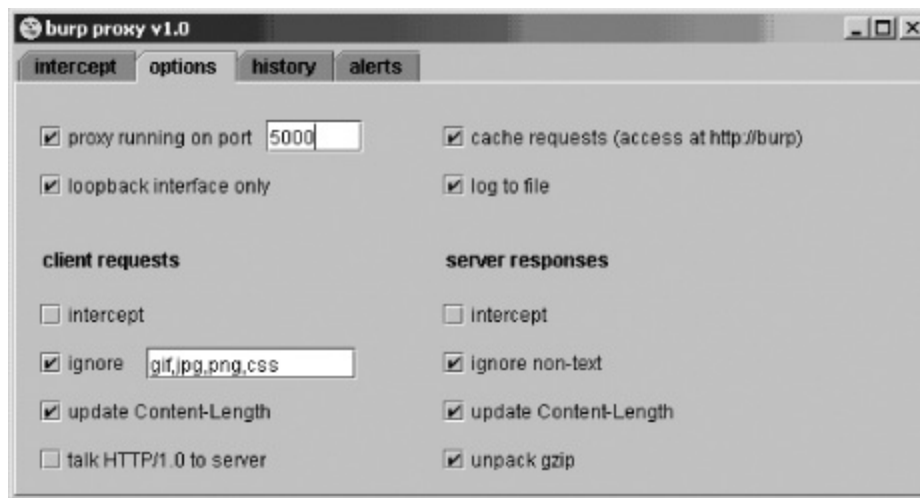 burp proxy v1.0
intercept options history alerts
proxy running on port 5000 cache requests (access at http://burp)
loopback interface only log to file
client requests server responses
intercept intercept
ignore gif,jpg,png,css ignore non-text
update Content-Length update Content-Length
talk HTTP/1.0 to server unpack gzip